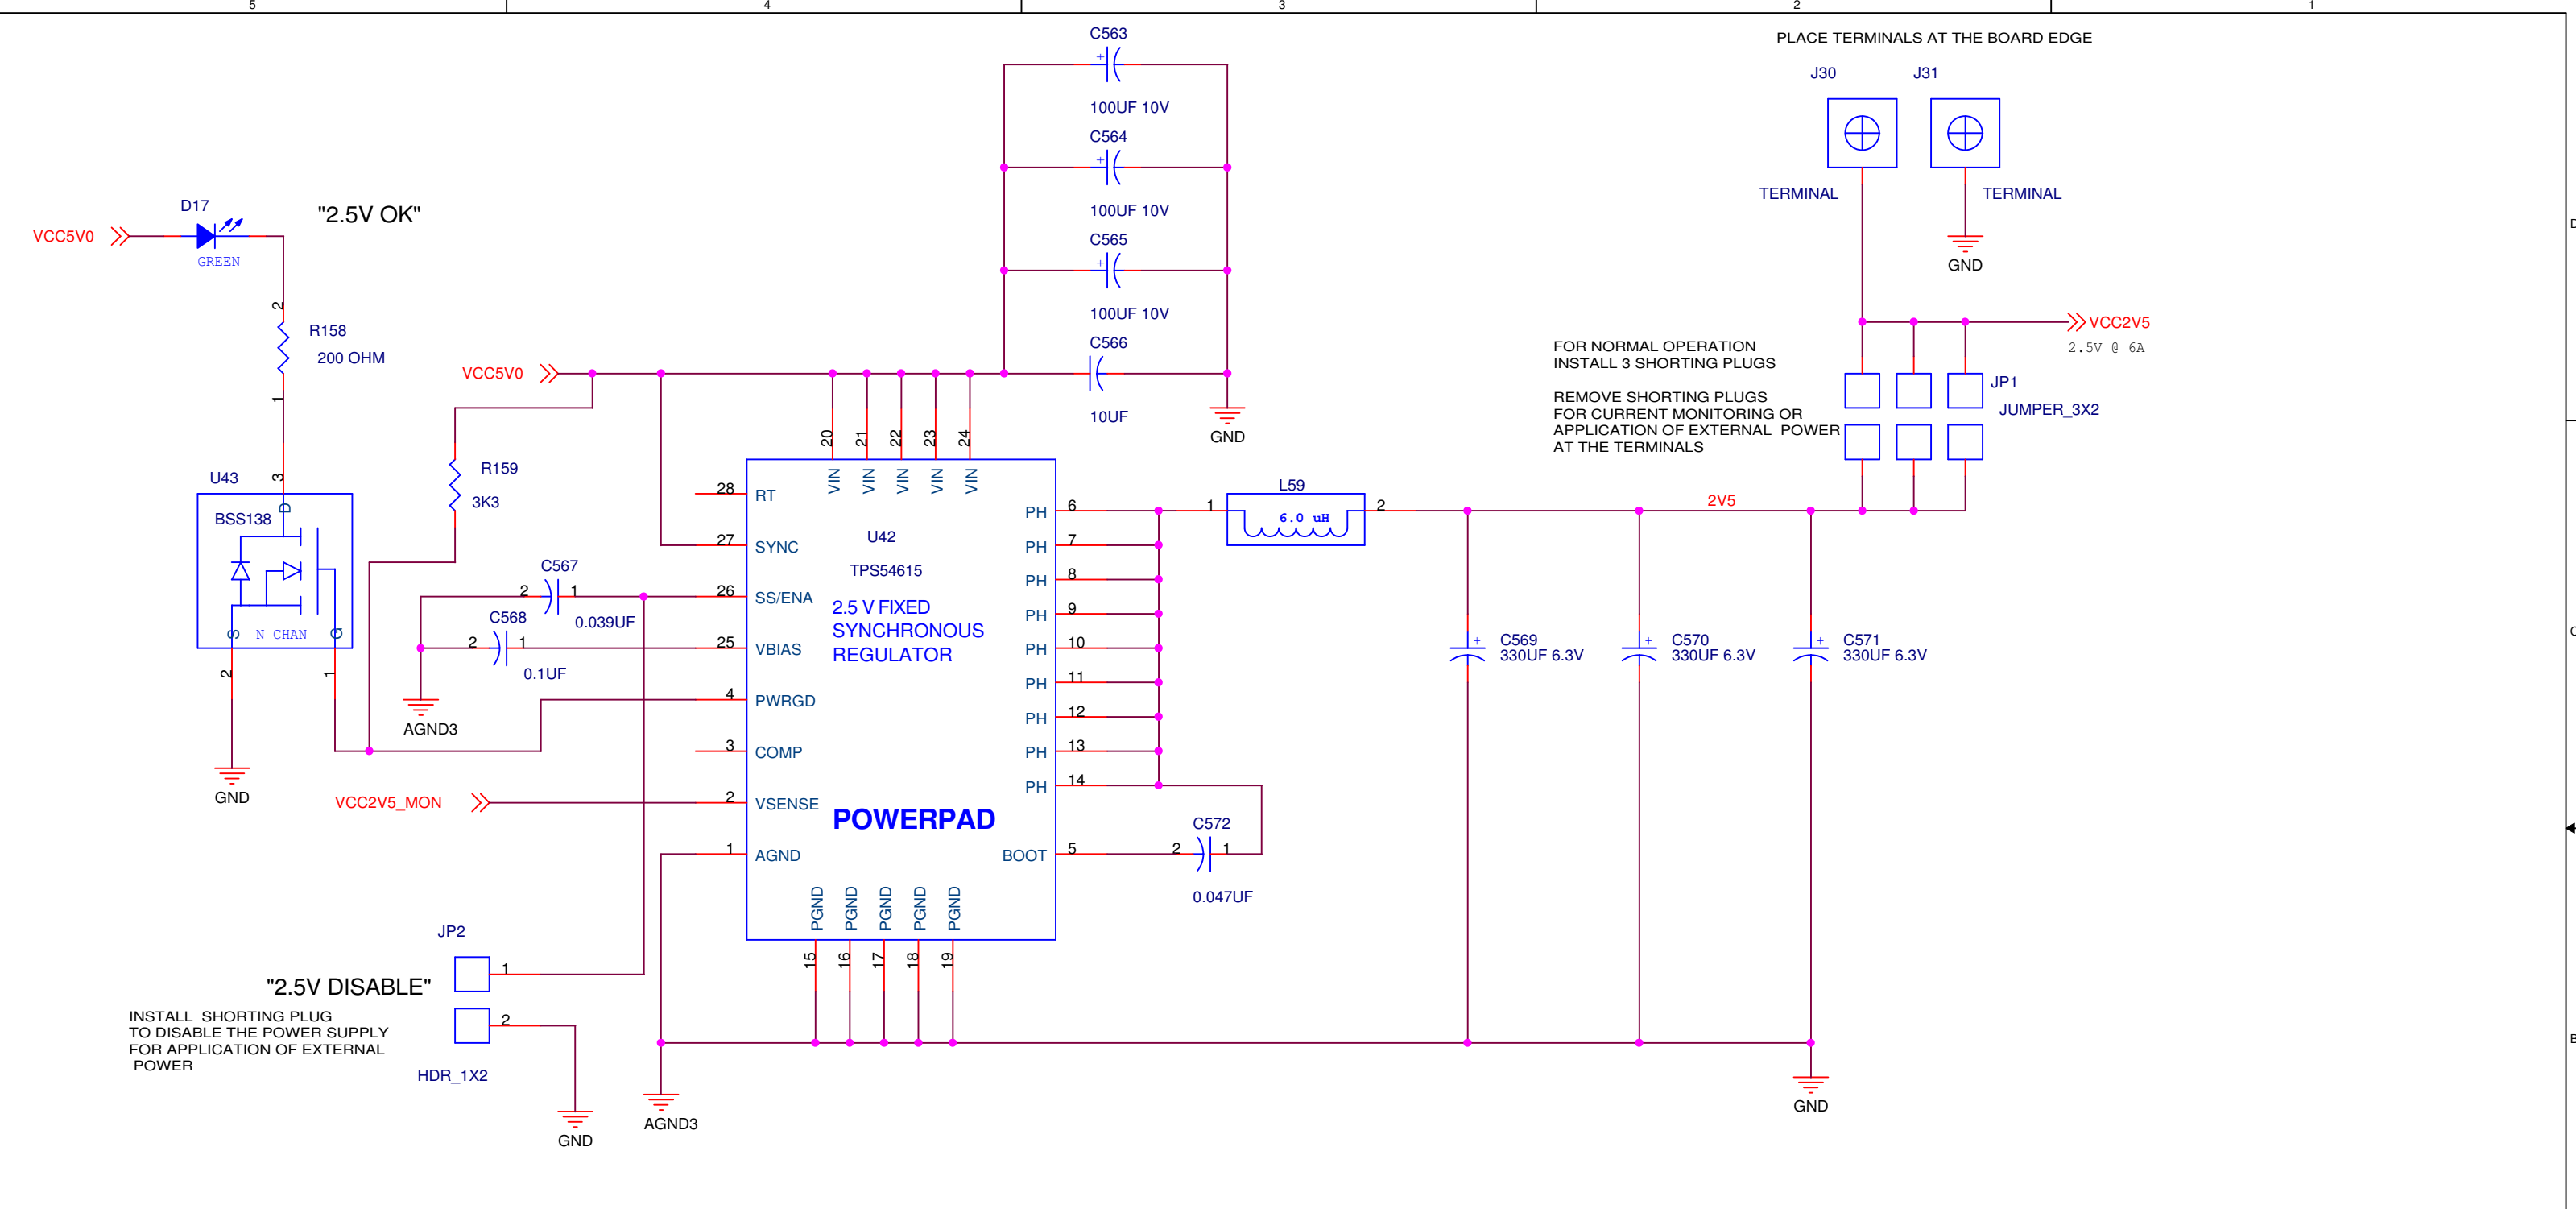 5
4
3
2
1
PLACE TERMINALS AT THE BOARD EDGE
J30
J31
TERMINAL
TERMINAL
GND
C563
+
100UF 10V
C564
+
100UF 10V
C565
+
100UF 10V
C566
10UF
GND
D17
"2.5V OK"
VCC5V0
GREEN
2
R158
200 OHM
1
3
U43
BSS138
D
S
N CHAN
G
2
1
GND
VCC5V0
R159
3K3
20
21
22
23
24
VIN
VIN
VIN
VIN
VIN
28
RT
27
SYNC
26
SS/ENA
25
VBIAS
4
PWRGD
3
COMP
2
VSENSE
1
AGND
U42
TPS54615
2.5 V FIXED
SYNCHRONOUS
REGULATOR
POWERPAD
PH
6
PH
7
PH
8
PH
9
PH
10
PH
11
PH
12
PH
13
PH
14
BOOT
5
PGND
PGND
PGND
PGND
PGND
15
16
17
18
19
C567
2
1
0.039UF
C568
2
1
0.1UF
AGND3
VCC2V5_MON
C572
2
1
0.047UF
L59
1
6.0 uH
2
2V5
FOR NORMAL OPERATION
INSTALL 3 SHORTING PLUGS
REMOVE SHORTING PLUGS
FOR CURRENT MONITORING OR
APPLICATION OF EXTERNAL  POWER
AT THE TERMINALS
VCC2V5
2.5V @ 6A
JP1
JUMPER_3X2
+
C569
330UF 6.3V
+
C570
330UF 6.3V
+
C571
330UF 6.3V
JP2
1
"2.5V DISABLE"
2
INSTALL  SHORTING PLUG
TO DISABLE THE POWER SUPPLY
FOR APPLICATION OF EXTERNAL
POWER
HDR_1X2
GND
AGND3
GND
D
C
B